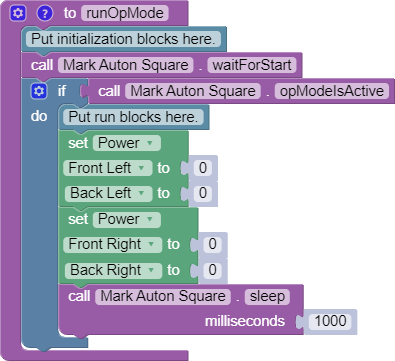 ? to runOpMode
Put initialization blocks here.
call Mark Auton Square . waitForStart
if call Mark Auton Square . opModeIsActive
do Put run blocks here.
set Power
Front Left to 0
Back Left to 0
set Power
Front Right to 0
Back Right to 0
call Mark Auton Square . sleep
milliseconds 1000